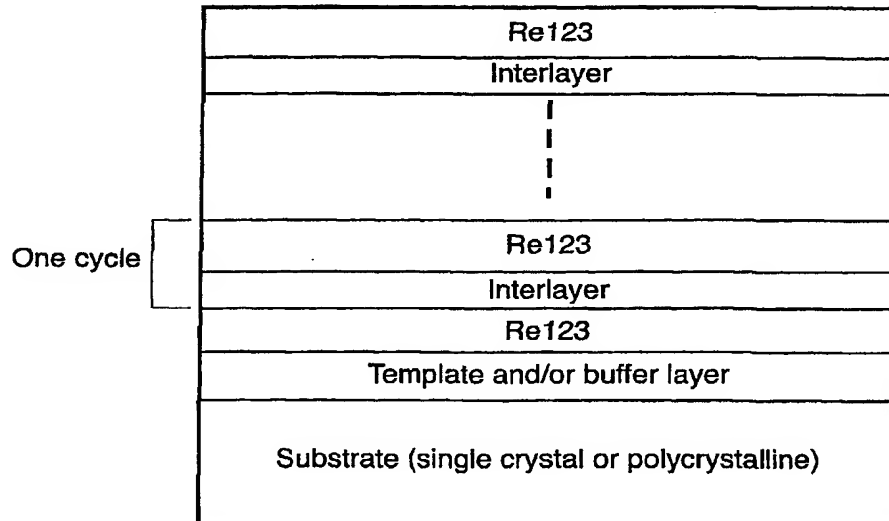 Re123
Interlayer
One cycle
Re123
Interlayer
Re123
Template and/or buffer layer
Substrate (single crystal or polycrystalline)